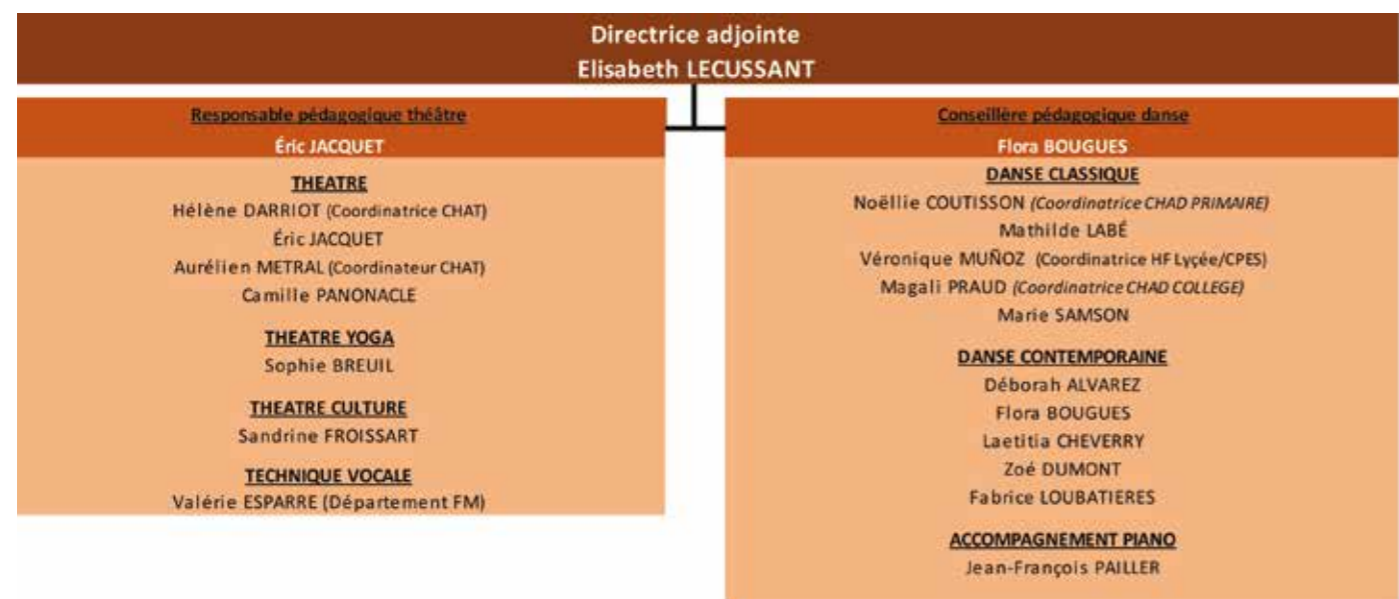 Directrice adjointe
Elisabeth LECUSSANT
Responsable pédagogique théâtre
Éric JACQUET
THEATRE
Hélène DARRIOT (Coordinatrice CHAT)
Éric JACQUET
Aurélien METRAL (Coordinateur CHAT)
Camille PANONACLE
THEATRE YOGA
Sophie BREUIL
THEATRE CULTURE
Sandrine FROISSART
TECHNIQUE VOCALE
Valérie ESPARRE (Département FM)
Conseillère pédagogique danse
Flora BOUGUES
DANSE CLASSIQUE
Noëllie COUTISSON (Coordinatrice CHAD PRIMAIRE)
Mathilde LABÉ
Véronique MUÑOZ (Coordinatrice HF Lyçée/CPES)
Magali PRAUD (Coordinatrice CHAD COLLEGE)
Marie SAMSON
DANSE CONTEMPORAINE
Déborah ALVAREZ
Flora BOUGUES
Laetitia CHEVERRY
Zoé DUMONT
Fabrice LOUBATIERES
ACCOMPAGNEMENT PIANO
Jean-François PAILLER